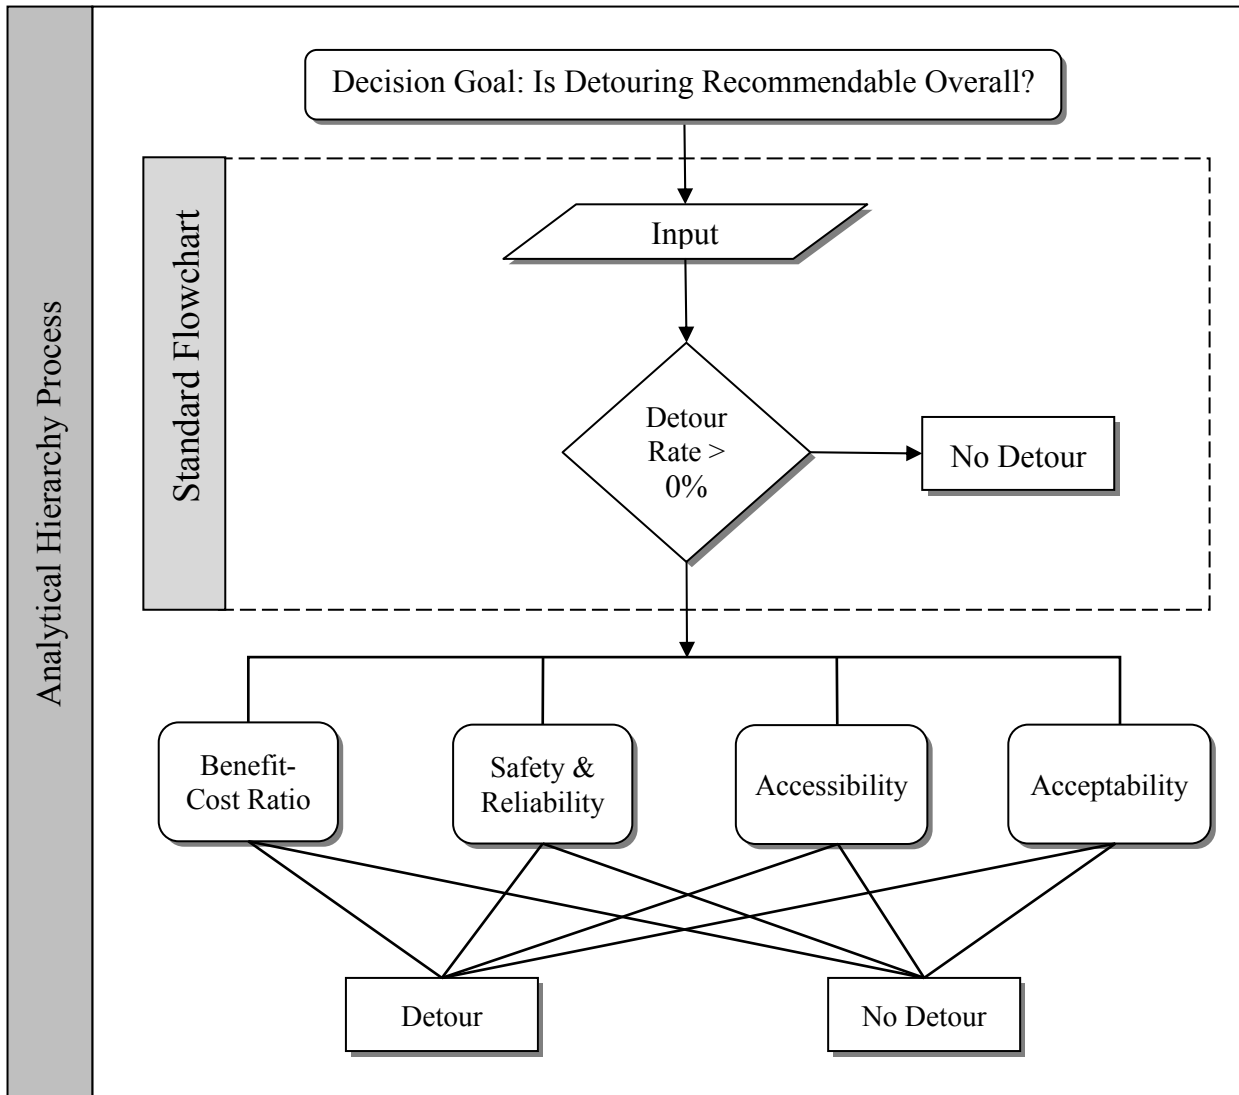 Analytical Hierarchy Process
Decision Goal: Is Detouring Recommendable Overall?
Standard Flowchart
Input
Detour
Rate >
0%
No Detour
Benefit-
Cost Ratio
Safety &
Reliability
Accessibility
Acceptability
Detour
No Detour